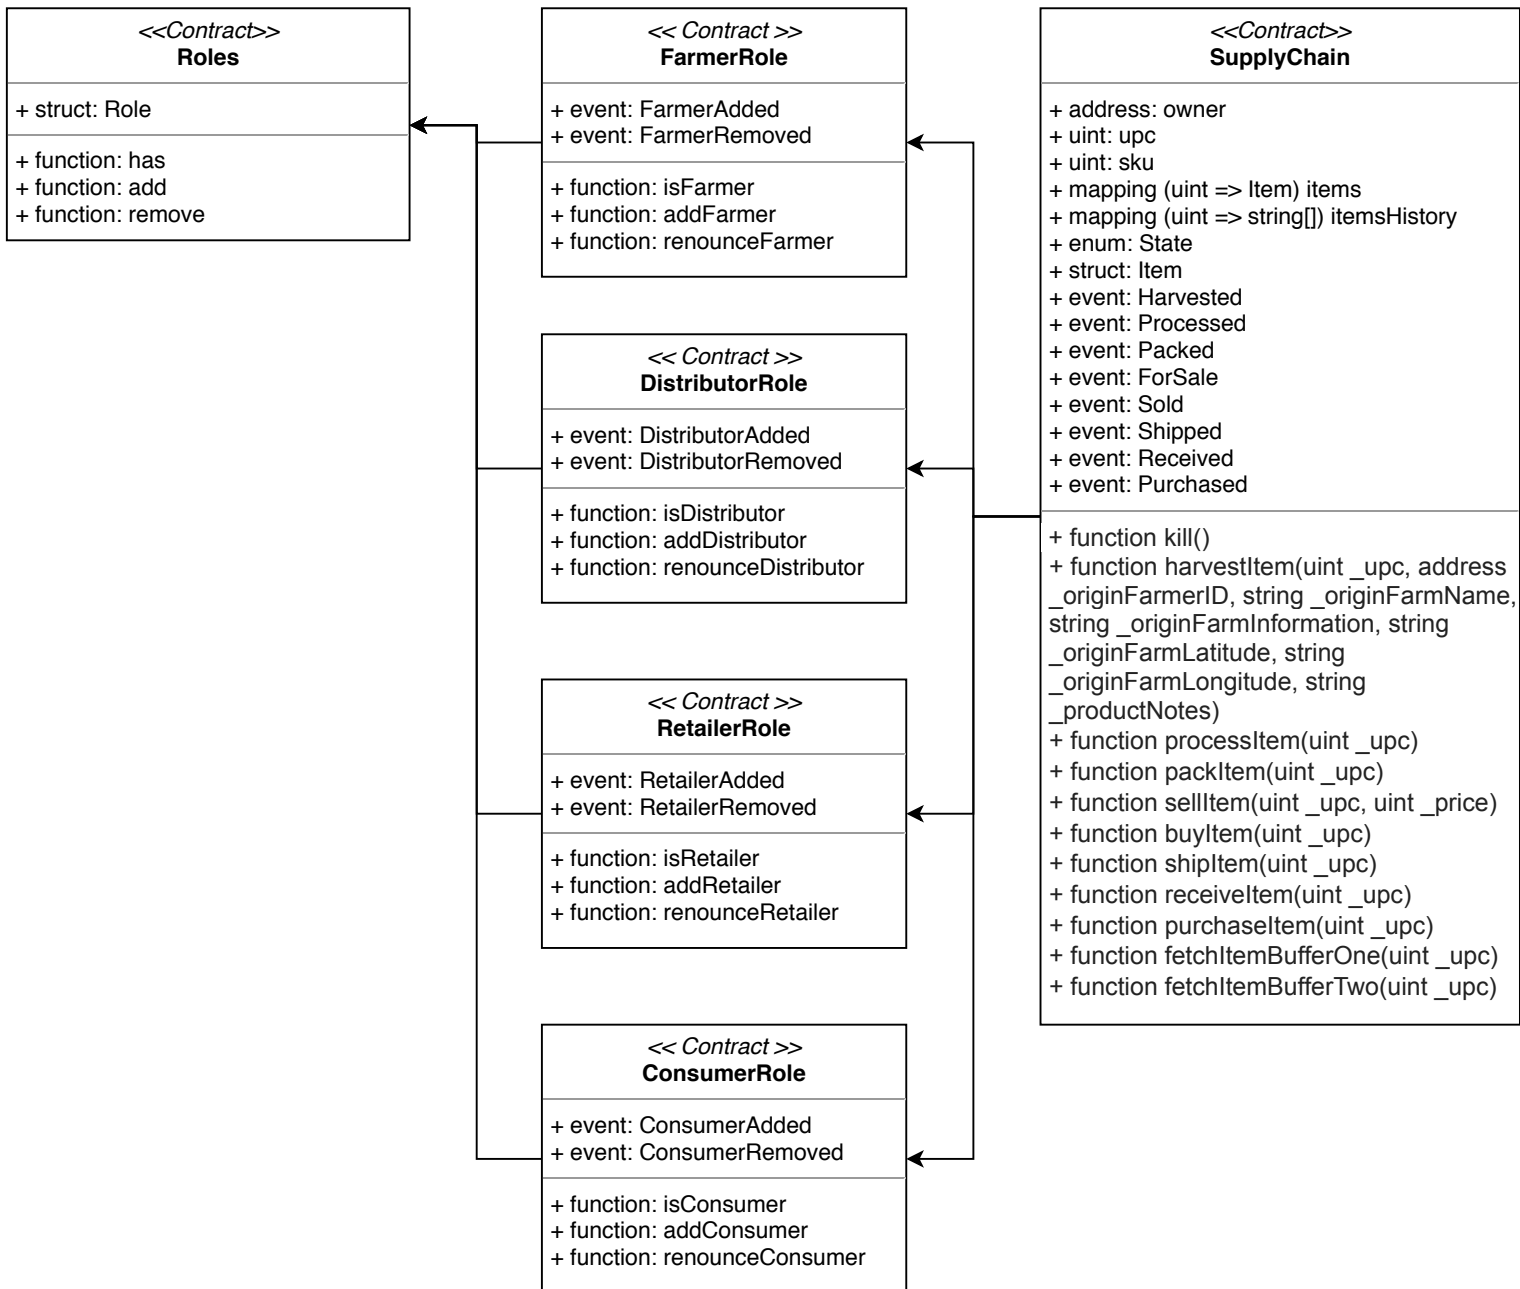 <<Contract>>
Roles
+ struct: Role
+ function: has
+ function: add
+ function: remove
<< Contract >>
FarmerRole
+ event: FarmerAdded
+ event: FarmerRemoved
+ function: isFarmer
+ function: addFarmer
+ function: renounceFarmer
<< Contract >>
DistributorRole
+ event: DistributorAdded
+ event: DistributorRemoved
+ function: isDistributor
+ function: addDistributor
+ function: renounceDistributor
<< Contract >>
RetailerRole
+ event: RetailerAdded
+ event: RetailerRemoved
+ function: isRetailer
+ function: addRetailer
+ function: renounceRetailer
<< Contract >>
ConsumerRole
+ event: ConsumerAdded
+ event: ConsumerRemoved
+ function: isConsumer
+ function: addConsumer
+ function: renounceConsumer
<<Contract>>
SupplyChain
+ address: owner
+ uint: upc
+ uint: sku
+ mapping (uint => Item) items
+ mapping (uint => string[]) itemsHistory
+ enum: State
+ struct: Item
+ event: Harvested
+ event: Processed
+ event: Packed
+ event: ForSale
+ event: Sold
+ event: Shipped
+ event: Received
+ event: Purchased
+ function kill()
+ function harvestItem(uint _upc, address
_originFarmerID, string _originFarmName,
string _originFarmInformation, string
_originFarmLatitude, string
_originFarmLongitude, string
_productNotes)
+ function processItem(uint _upc)
+ function packItem(uint _upc)
+ function sellItem(uint _upc, uint _price)
+ function buyItem(uint _upc)
+ function shipItem(uint _upc)
+ function receiveItem(uint _upc)
+ function purchaseItem(uint _upc)
+ function fetchItemBufferOne(uint _upc)
+ function fetchItemBufferTwo(uint _upc)